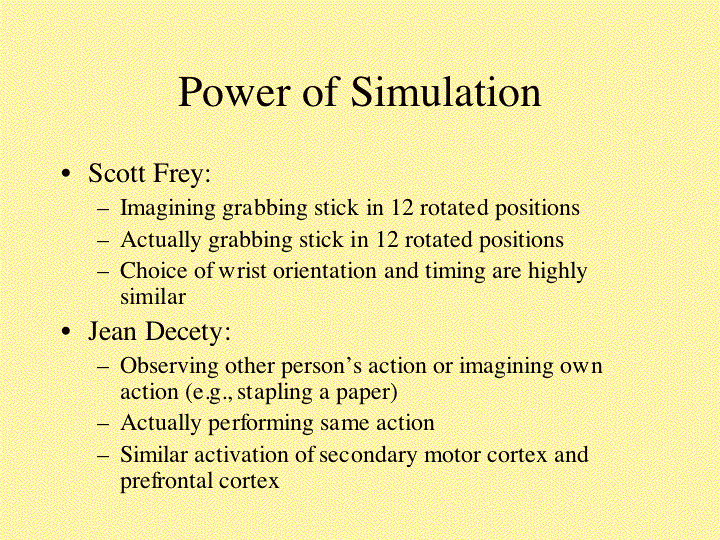 Power of Simulation
• Scott Frey:
– Imagining grabbing stick in 12 rotated positions
– Actually grabbing stick in 12 rotated positions
– Choice of wrist orientation and timing are highly
similar
• Jean Decety:
– Observing other person's action or imagining own
action (e.g., stapling a paper)
– Actually performing same action
– Similar activation of secondary motor cortex and
prefrontal cortex